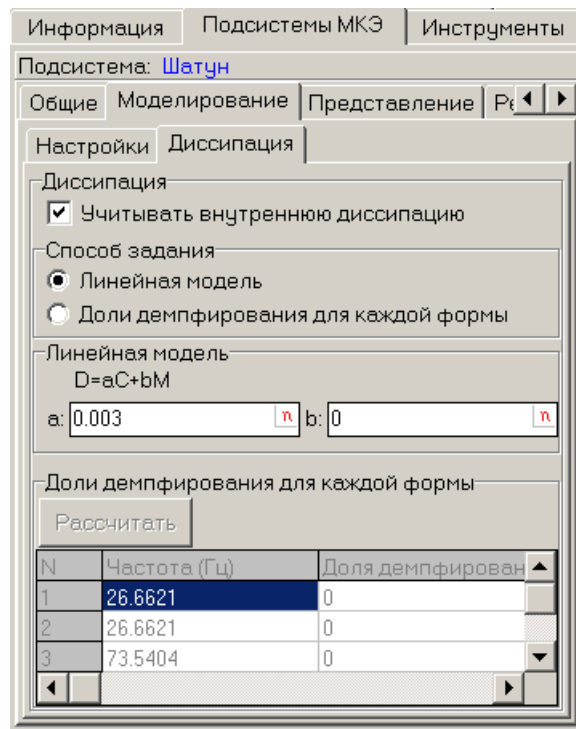 Информация Подсистемы МКЭ Инструменты
Подсистема: Шатун
Общие Моделирование Представление Ре
Настройки Диссипация
Диссипация
Учитывать внутреннюю диссипацию
Способ задания
Линейная модель
Доли демпфирования для каждой формы
Линейная модель
D=aC+bM
a: 0.003 п b: 0 п
Доли демпфирования для каждой формы
Рассчитать
N Частота (Гц) Доля демпфирован
1 26.6621 0
2 26.6621 0
3 73.5404 0